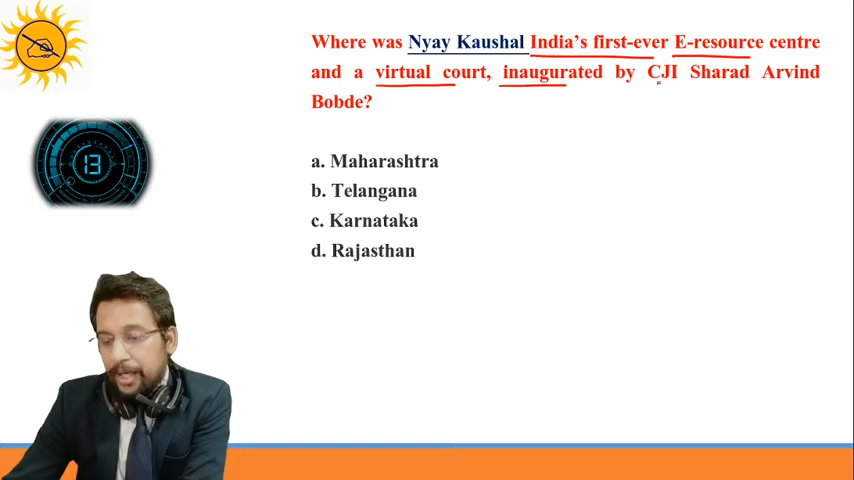 Where was Nyay Kaushal India's first-ever E-resource centre
and a virtual court, inaugurated by CJI Sharad Arvind
Bobde?
13
a. Maharashtra
b. Telangana
c. Karnataka
d. Rajasthan